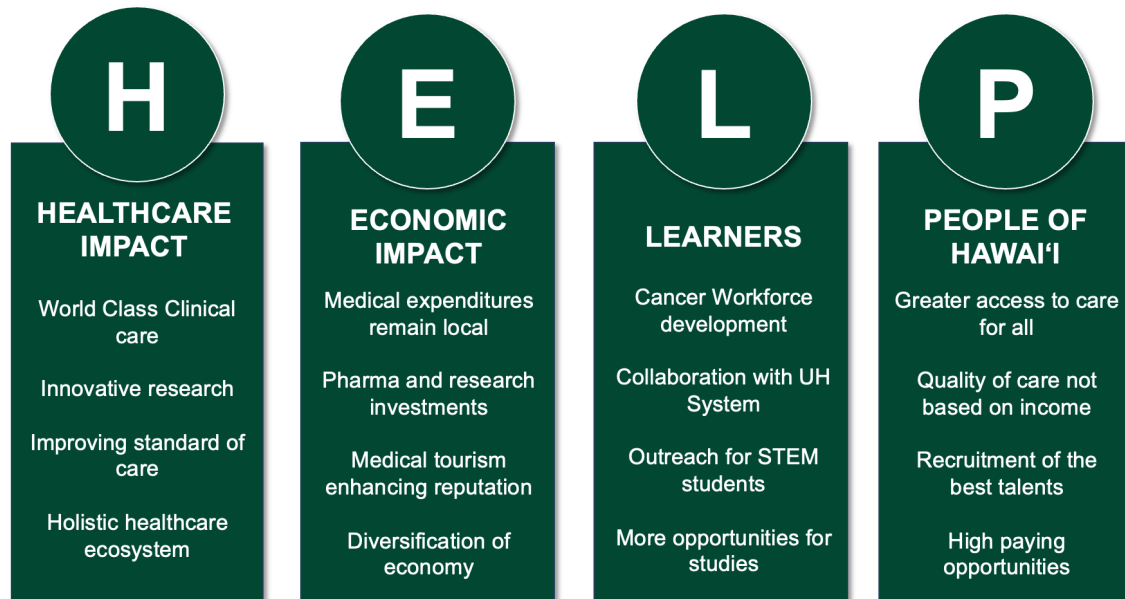 H
HEALTHCARE
IMPACT
World Class Clinical
care
Innovative research
Improving standard of
care
Holistic healthcare
ecosystem
E
ECONOMIC
IMPACT
Medical expenditures
remain local
Pharma and research
investments
Medical tourism
enhancing reputation
Diversification of
economy
L
LEARNERS
Cancer Workforce
development
Collaboration with UH
System
Outreach for STEM
students
More opportunities for
studies
P
PEOPLE OF
HAWAI‘I
Greater access to care
for all
Quality of care not
based on income
Recruitment of the
best talents
High paying
opportunities